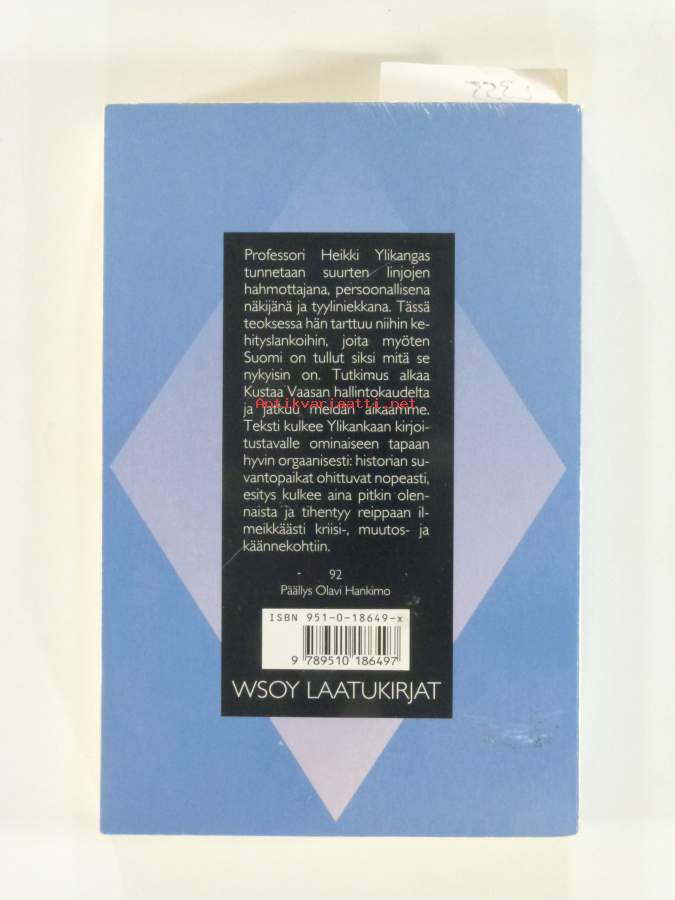 Professori Heikki Ylikangas
tunnetaan suurten linjojen
hahmottajana, persoonallisena
näkijänä ja tyyliniekkana. Tässä
teoksessa hän tarttuu niihin ke-
hityslankoihin, joita myöten
Suomi on tullut siksi mitä se
nykyisin on. Tutkimus alkaa
Kustaa Vaasan hallintokaudelta
Antikvariaatti.net
ja jatkuu meidän aikaamme.
Teksti kulkee Ylikankaan kirjoi-
tustavalle ominaiseen tapaan
hyvin orgaanisesti: historian su-
vantopaikat ohittuvat nopeasti,
esitys kulkee aina pitkin olen-
naista ja tihentyy reippaan il-
meikkäästi kriisi-, muutos- ja
käännekohtiin.
92
Päällys Olavi Hankimo
ISBN 951-0-18649-x
9 789510 186497
WSOY LAATUKIRJAT